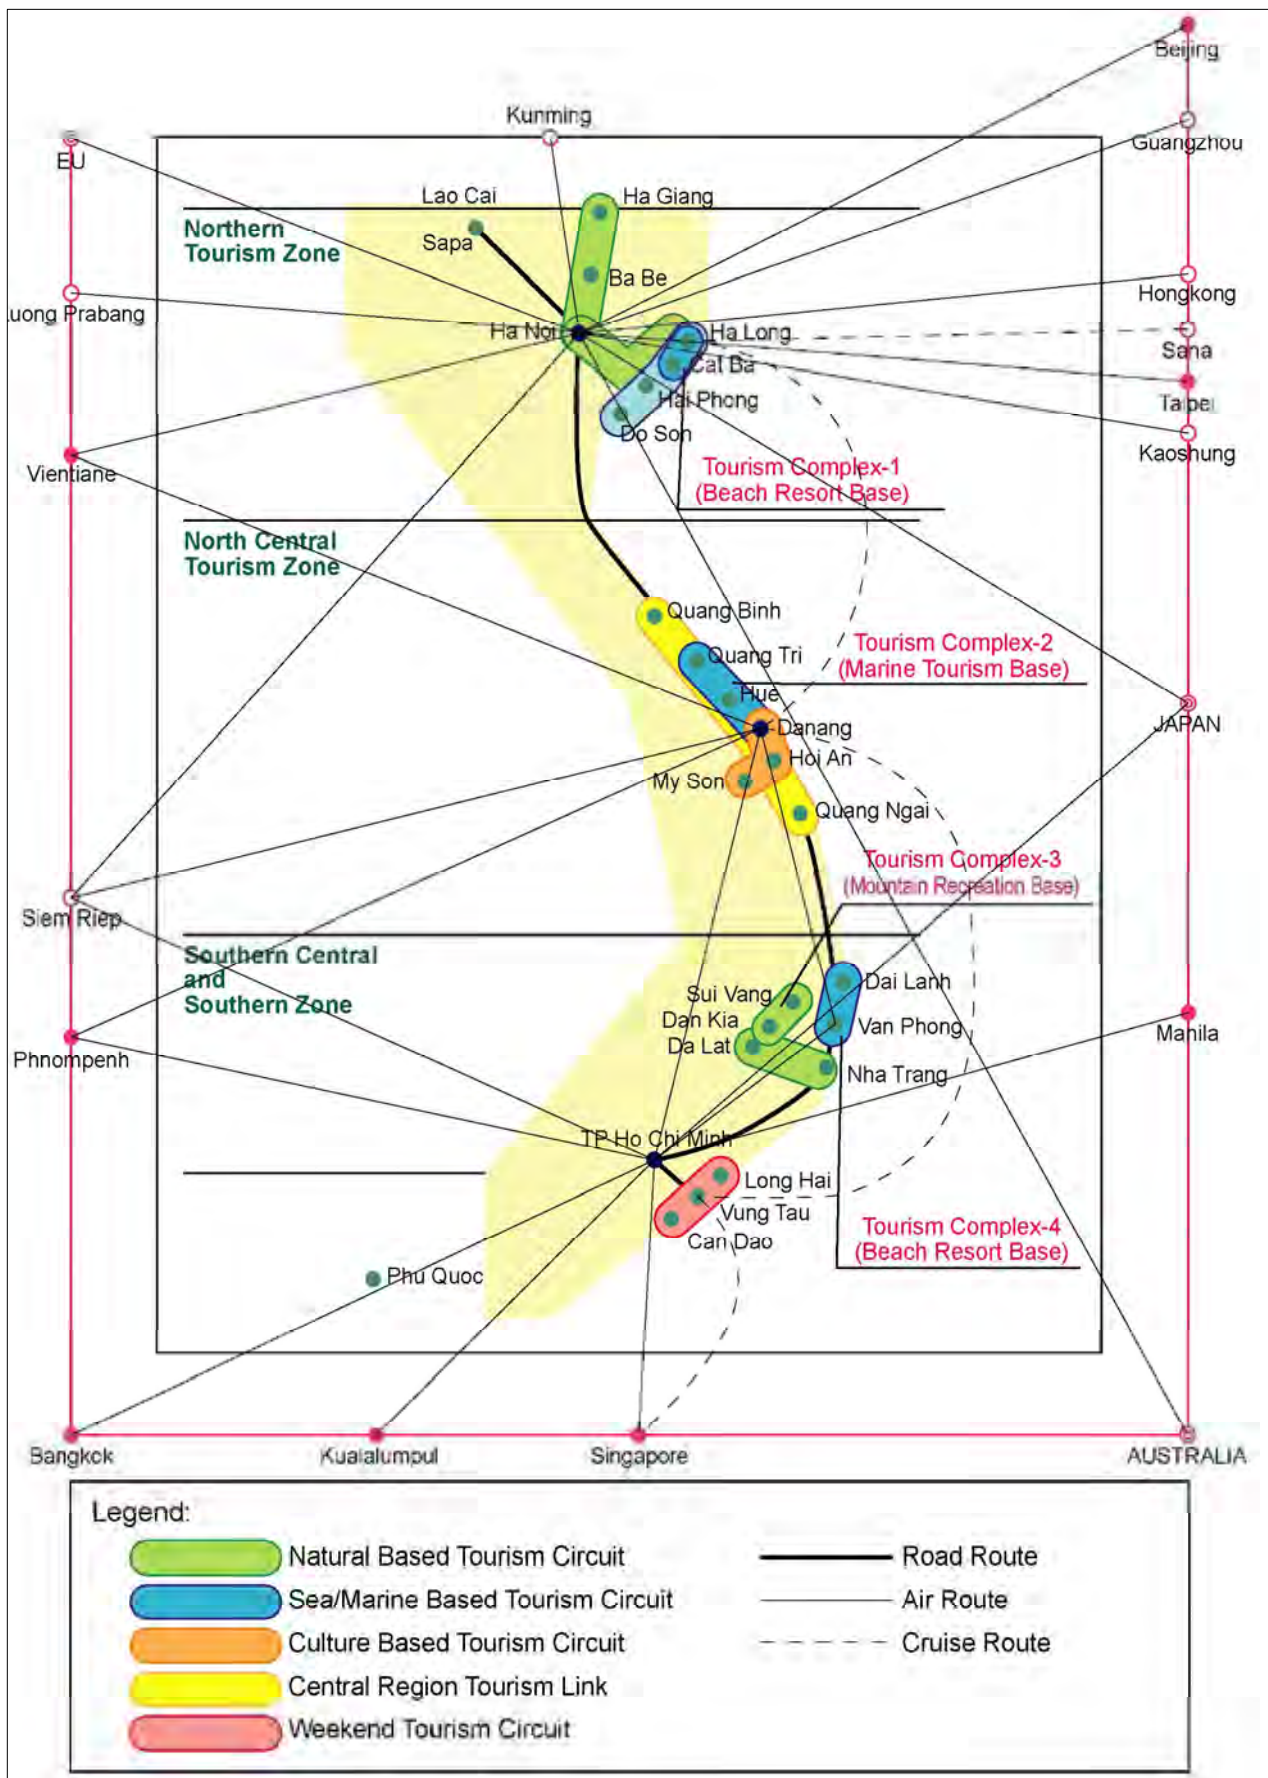 Beijing
Kunming
EU
Guangzhou
Lao Cai
Ha Giang
Northern
Tourism Zone
Sapa
Ba Be
Hongkong
uong Prabang
Ha Noi
Ha Long
Sana
Cat Ba
Taipei
Hai Phong
Do Son
Kaoshung
Vientiane
Tourism Complex-1
(Beach Resort Base)
North Central
Tourism Zone
Quang Binh
Quang Tri
Tourism Complex-2
(Marine Tourism Base)
Hue
Danang
JAPAN
Hoi An
My Son
Quang Ngai
Tourism Complex-3
(Mountain Recreation Base)
Siem Riep
Southern Central
and
Southern Zone
Sui Vang
Dai Lanh
Dan Kia
Van Phong
Manila
Da Lat
Phnompenh
Nha Trang
TP Ho Chi Minh
Long Hai
Vung Tau
Can Dao
Tourism Complex-4
(Beach Resort Base)
Phu Quoc
Bangkok
Kualalumpul
Singapore
AUSTRALIA
Legend:
Natural Based Tourism Circuit
Road Route
Sea/Marine Based Tourism Circuit
Air Route
Culture Based Tourism Circuit
Cruise Route
Central Region Tourism Link
Weekend Tourism Circuit